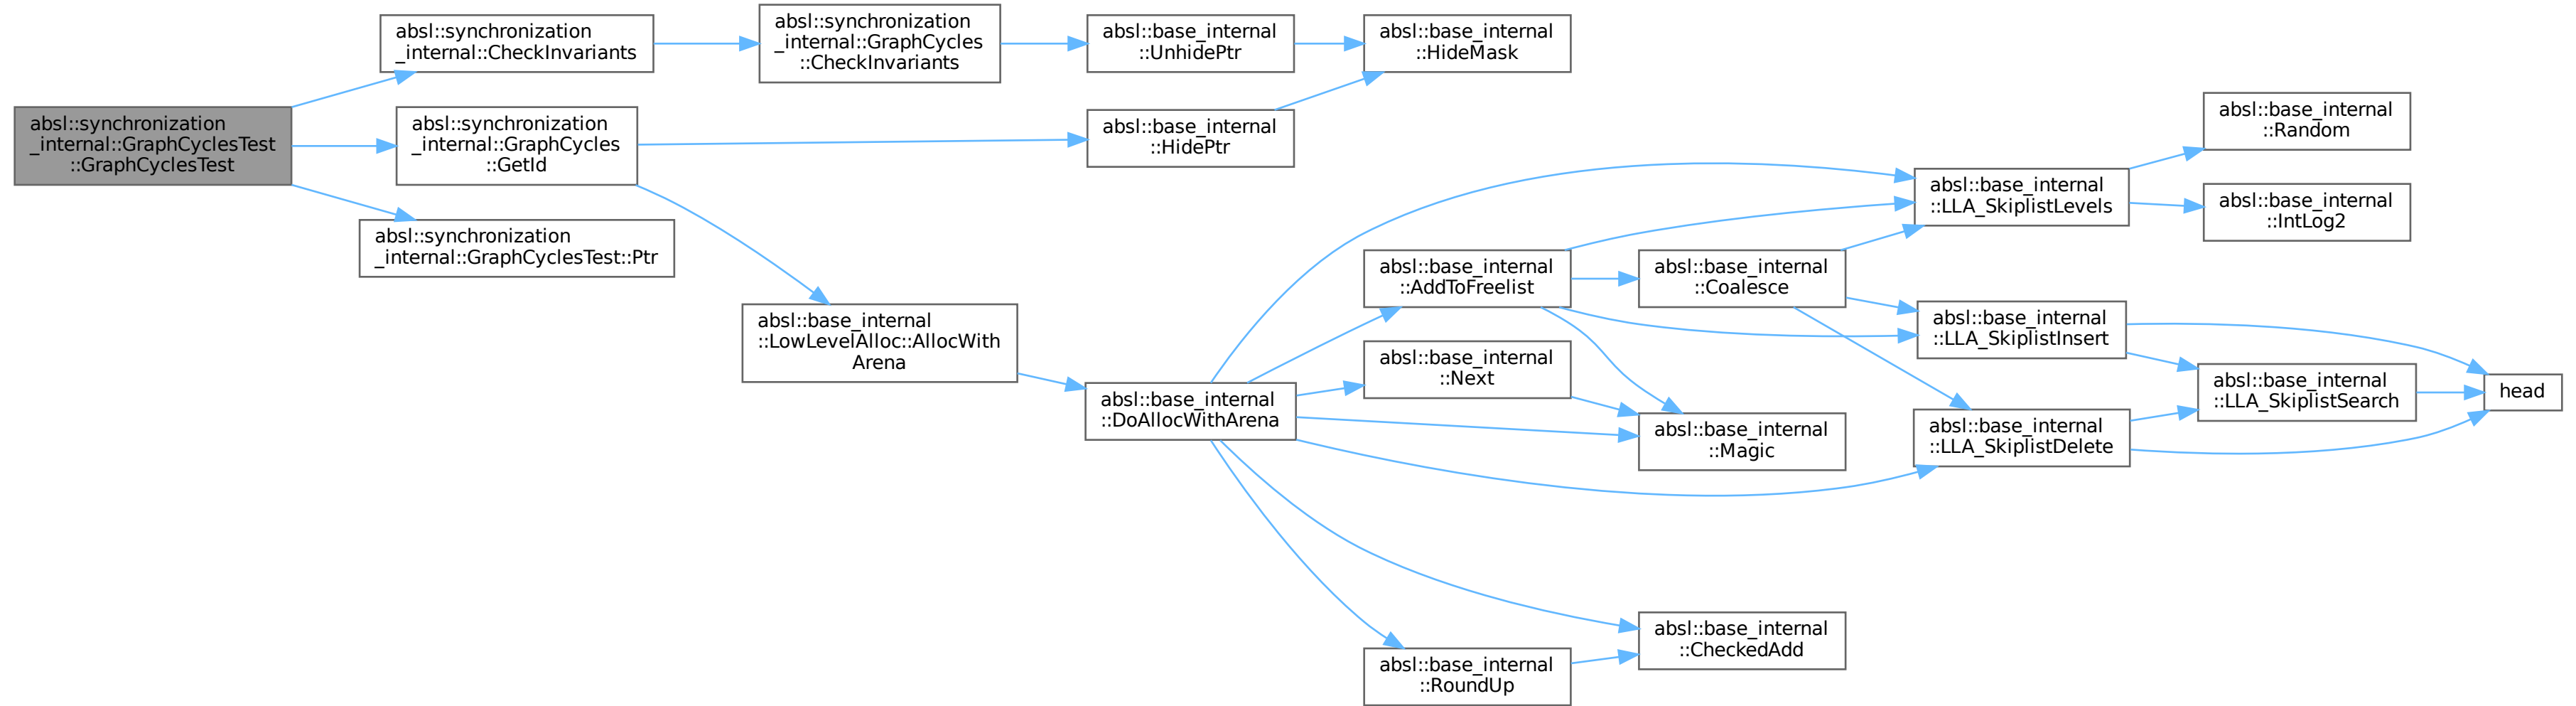 absl::synchronization
_internal::GraphCyclesTest
::GraphCyclesTest
absl::synchronization
_internal::CheckInvariants
absl::synchronization
_internal::GraphCycles
::CheckInvariants
absl::base_internal
::UnhidePtr
absl::base_internal
::HideMask
absl::synchronization
_internal::GraphCycles
::GetId
absl::base_internal
::HidePtr
absl::synchronization
_internal::GraphCyclesTest::Ptr
absl::base_internal
::LowLevelAlloc::AllocWith
Arena
absl::base_internal
::DoAllocWithArena
absl::base_internal
::AddToFreelist
absl::base_internal
::Coalesce
absl::base_internal
::LLA_SkiplistLevels
absl::base_internal
::Random
absl::base_internal
::IntLog2
absl::base_internal
::LLA_SkiplistInsert
absl::base_internal
::LLA_SkiplistSearch
head
absl::base_internal
::LLA_SkiplistDelete
absl::base_internal
::Next
absl::base_internal
::Magic
absl::base_internal
::CheckedAdd
absl::base_internal
::RoundUp